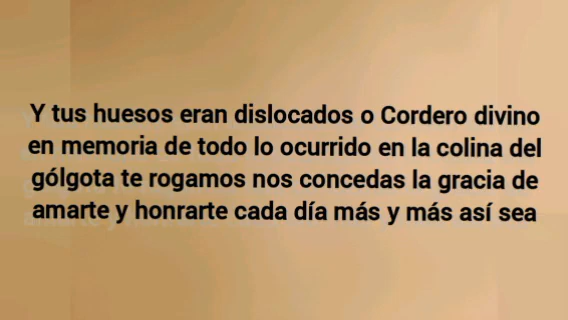 Y tus huesos eran dislocados o Cordero divino
en memoria de todo lo ocurrido en la colina del
gólgota te rogamos nos concedas la gracia de
amarte y honrarte cada día más y más así sea